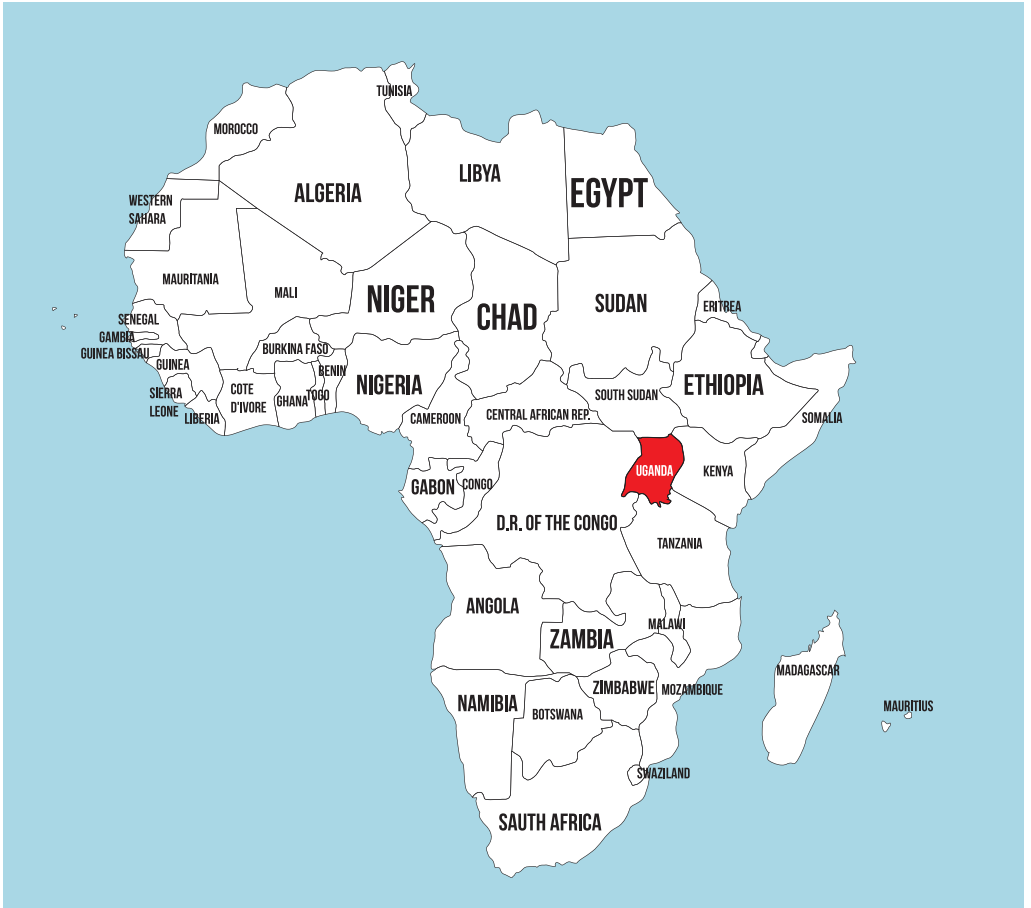 TUNISIA
MOROCCO
LIBYA
ALGERIA
EGYPT
WESTERN
SAHARA
MAURITANIA
MALI
NIGER
CHAD
SUDAN
ERITREA
SENEGAL
GAMBIA
GUINEA BISSAU
BURKINA FASO
GUINEA
BENIN
NIGERIA
ETHIOPIA
SIERRA
LEONE
COTE
D'IVORE
GHANA
TOGO
SOUTH SUDAN
LIBERIA
CAMEROON
CENTRAL AFRICAN REP.
SOMALIA
UGANDA
KENYA
GABON
CONGO
D.R. OF THE CONGO
TANZANIA
ANGOLA
MALAWI
ZAMBIA
MADAGASCAR
ZIMBABWE
MOZAMBIQUE
NAMIBIA
BOTSWANA
MAURITIUS
SWAZILAND
SAUTH AFRICA